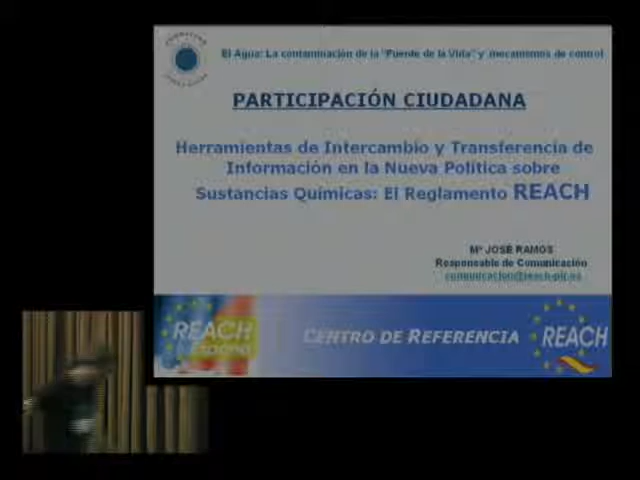 El Agua: La contaminación de la "Fuente de la Vida" y mecanismos de control
PARTICIPACIÓN CIUDADANA
Herramientas de Intercambio y Transferencia de
Información en la Nueva Política sobre
Sustancias Químicas: El Reglamento REACH
Mª JOSE RAMOS
Responsable de Comunicación
REACH
CENTRO DE REFERENCIA
REACH